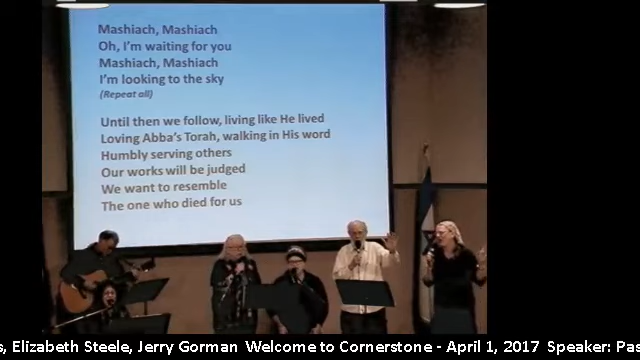 Mashiach, Mashiach
Oh, I'm waiting for you
Mashiach, Mashiach
I'm looking to the sky
(Repeat all)
Until then we follow, living like He lived
Loving Abba's Torah, walking in His word
Humbly serving others
Our works will be judged
We want to resemble
The one who died for us
Elizabeth Steele, Jerry Gorman Welcome to Cornerstone - April 1, 2017 Speaker: